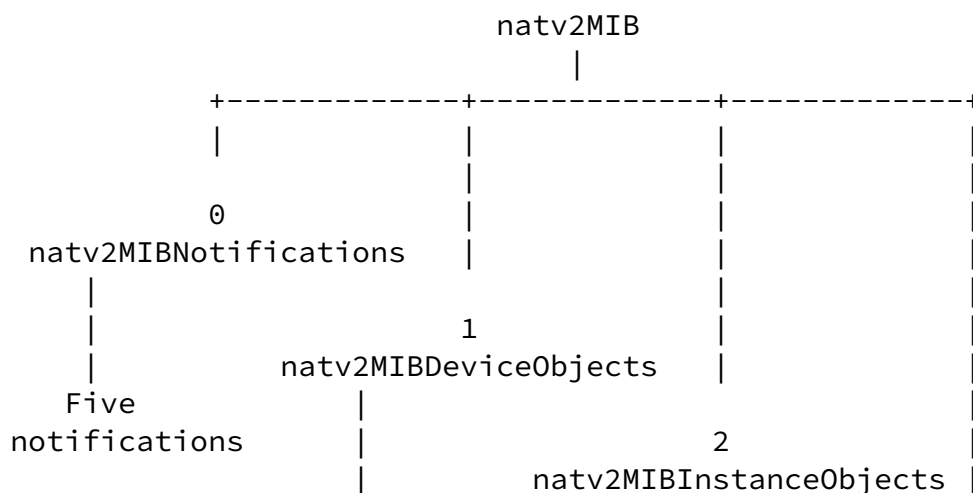 natv2MIB
                                       |
                +-------------+-------------+-------------+
                |             |             |             |
                              |             |             |
                0             |             |             |
  natv2MIBNotifications       |             |             |
      |                                     |             |
      |                       1             |             |
      |             natv2MIBDeviceObjects   |             |
    Five                 |                                |
notifications            |                  2             |
                         |        natv2MIBInstanceObjects |